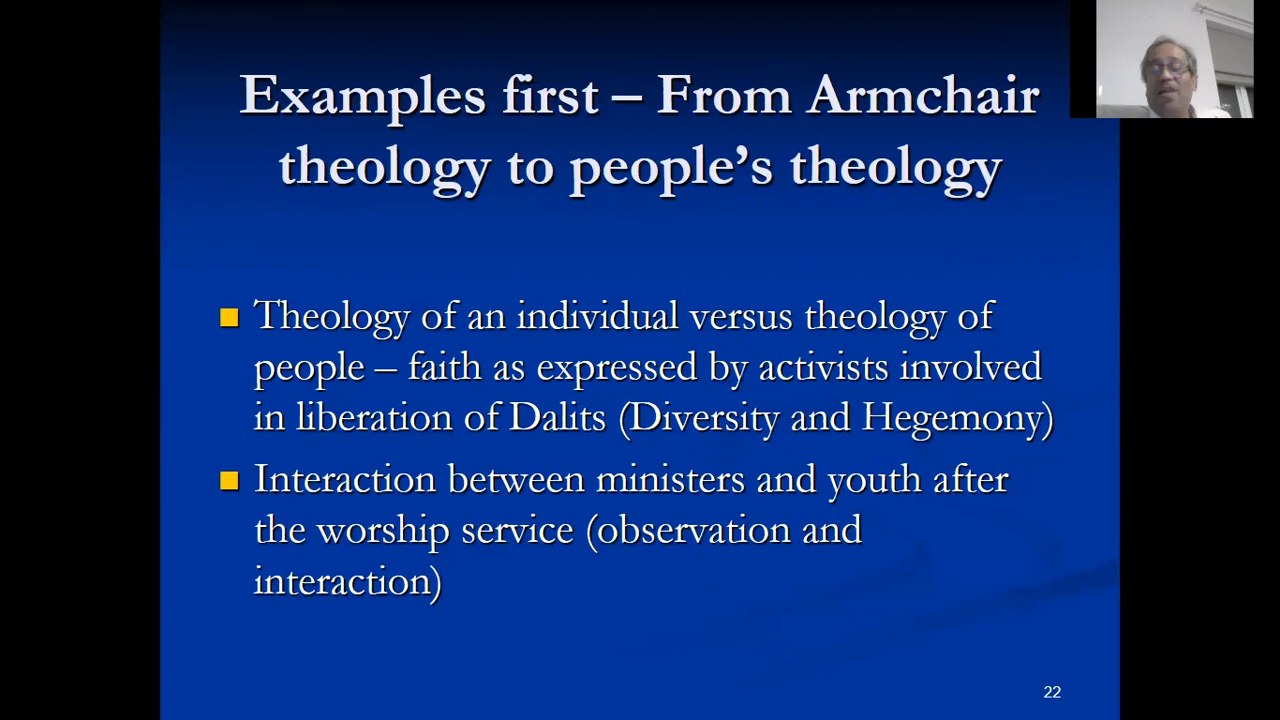 Examples first – From Armchair
theology to people’s theology
Theology of an individual versus theology of
people – faith as expressed by activists involved
in liberation of Dalits (Diversity and Hegemony)
Interaction between ministers and youth after
the worship service (observation and
interaction)
22